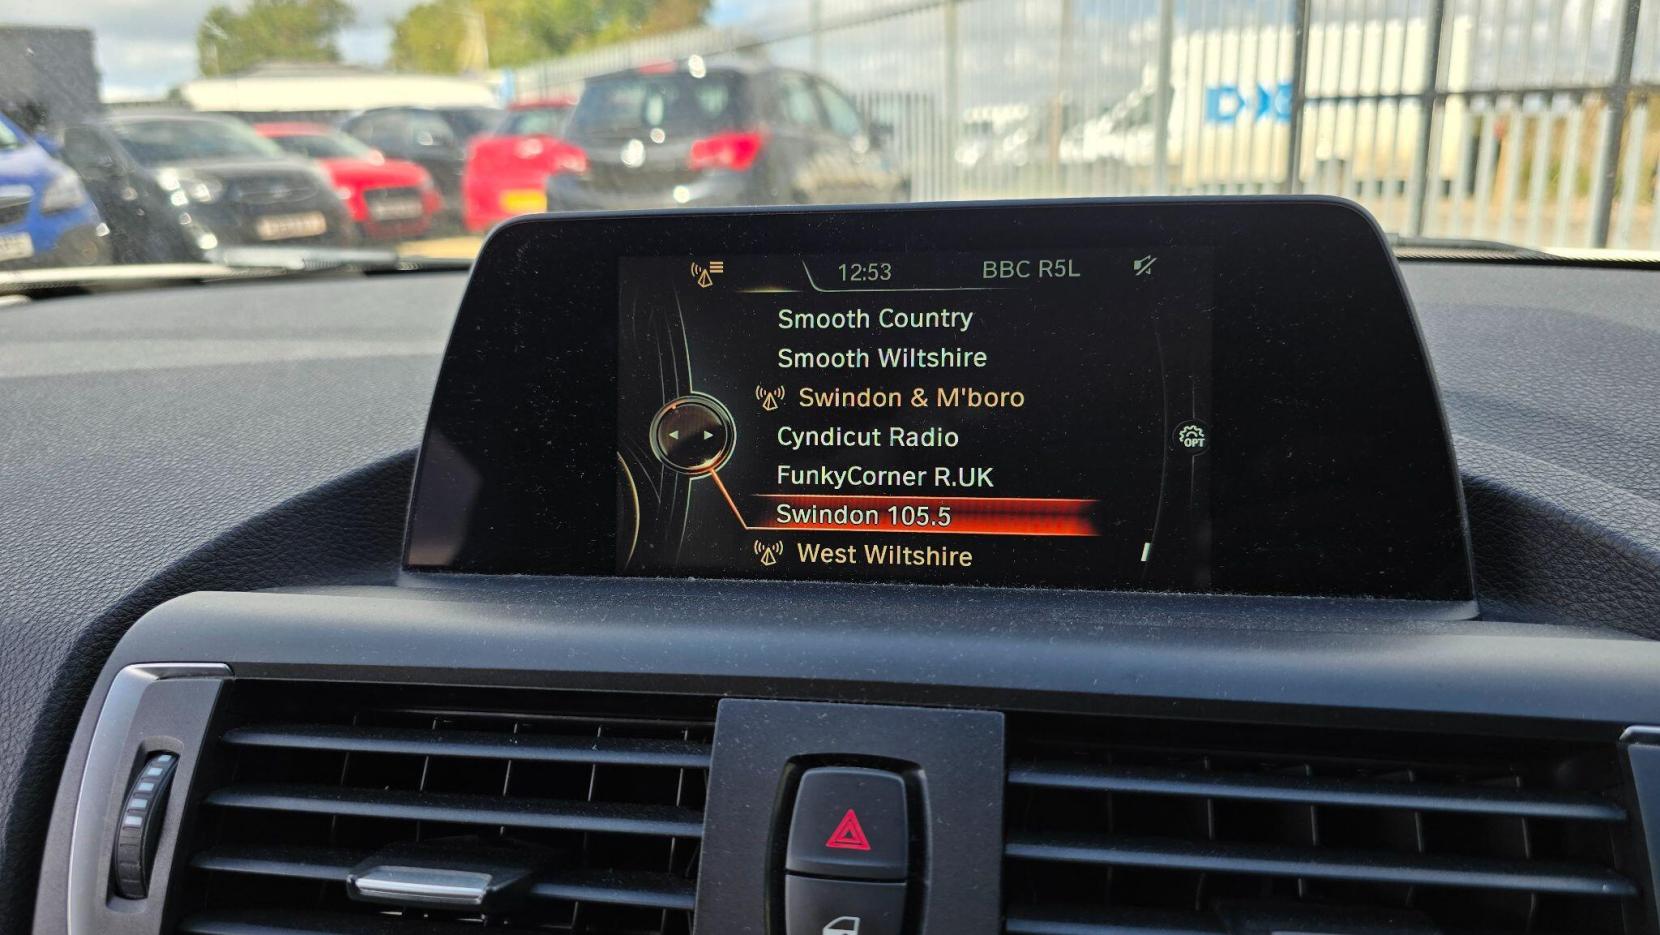 12:53 BBC R5L
Smooth Country
Smooth Wiltshire
Swindon & M'boro
Cyndicut Radio
FunkyCorner R.UK
OPT
Swindon 105.5
West Wiltshire